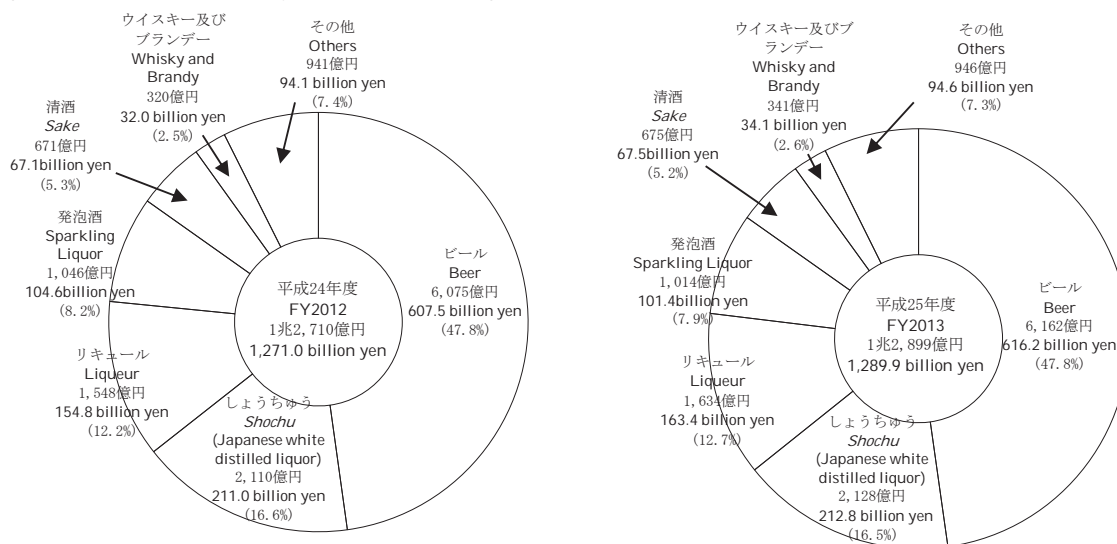 ウイスキー及び
ブランデー
Whisky and
Brandy
320億円
32.0 billion yen
(2.5%)
その他
Others
941億円
94.1 billion yen
(7.4%)
清酒
Sake
671億円
67.1billion yen
(5.3%)
発泡酒
Sparkling
Liquor
1,046億円
104.6billion yen
(8.2%)
ビール
Beer
6,075億円
607.5 billion yen
(47.8%)
平成24年度
FY2012
1兆2,710億円
1,271.0 billion yen
リキュール
Liqueur
1,548億円
154.8 billion yen
(12.2%)
しょうちゅう
Shochu
(Japanese white
distilled liquor)
2,110億円
211.0 billion yen
(16.6%)
ウイスキー及びブ
ランデー
Whisky and
Brandy
341億円
34.1 billion yen
(2.6%)
その他
Others
946億円
94.6 billion yen
(7.3%)
清酒
Sake
675億円
67.5billion yen
(5.2%)
発泡酒
Sparkling Liquor
1,014億円
101.4billion yen
(7.9%)
ビール
Beer
6,162億円
616.2 billion yen
(47.8%)
平成25年度
FY2013
1兆2,899億円
1,289.9 billion yen
リキュール
Liqueur
1,634億円
163.4 billion yen
(12.7%)
しょうちゅう
Shochu
(Japanese white
distilled liquor)
2,128億円
212.8 billion yen
(16.5%)